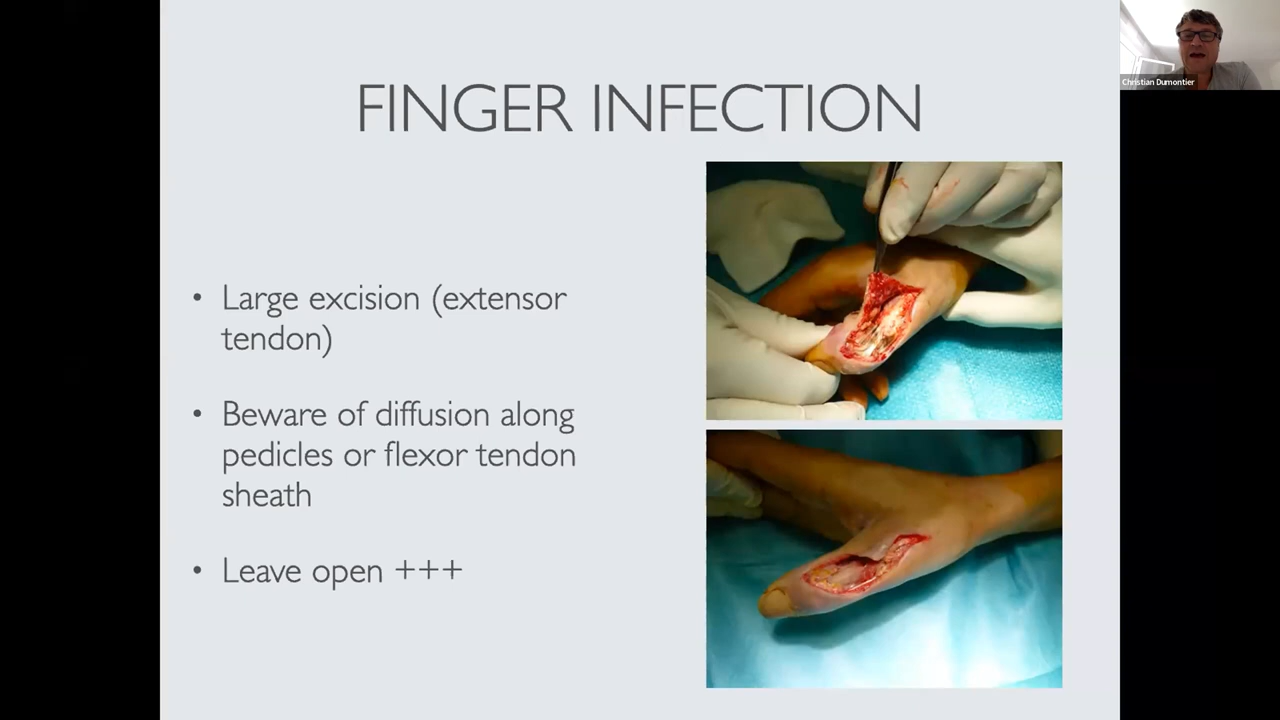 FINGER INFECTION
• Large excision (extensor
tendon)
• Beware of diffusion along
pedicles or flexor tendon
sheath
• Leave open +++
Christian Dumontier